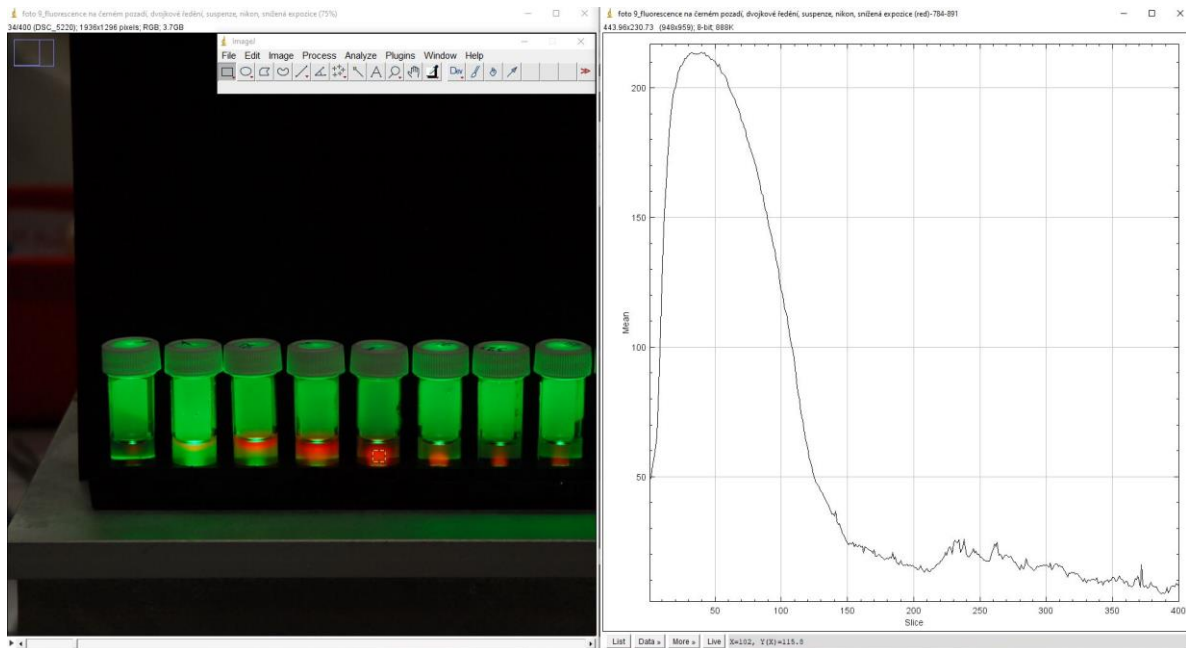 foto 9_fluorescence na černém pozadí, dvojkové ředění, suspenze, nikon, snížená expozice (75%)
34/400 (DSC_5220); 1936x1296 pixels; RGB; 3.7GB
ImageJ
File Edit Image Process Analyze Plugins Window Help
Dev
foto 9_fluorescence na černém pozadí, dvojkové ředění, suspenze, nikon, snížená expozice (red)-784-891
443.96x230.73 (948x959); 8-bit; 888K
200
150
100
50
Mean
50 100 150 200 250 300 350 400
Slice
List Data » More » Live X=102, Y(X)=115.8